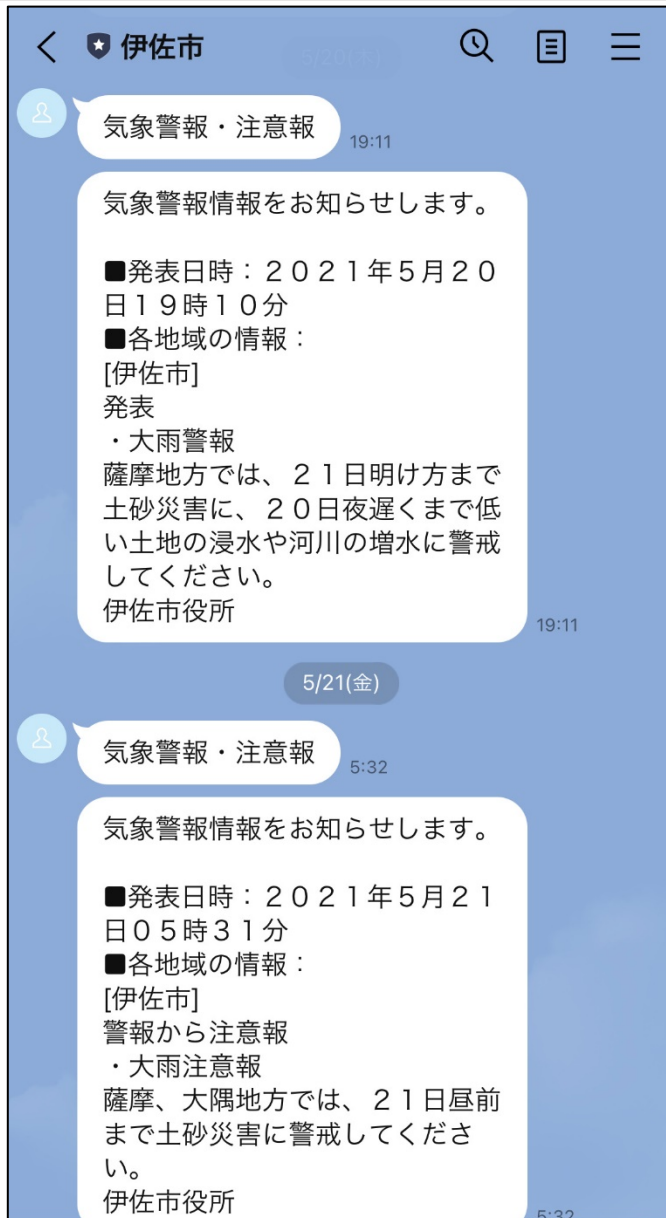 伊佐市
5/20(木)
気象警報・注意報
19:11
気象警報情報をお知らせします。
■発表日時：２０２１年５月２０
日１９時１０分
■各地域の情報：
[伊佐市]
発表
・大雨警報
薩摩地方では、２１日明け方まで
土砂災害に、２０日夜遅くまで低
い土地の浸水や河川の増水に警戒
してください。
伊佐市役所
19:11
5/21(金)
気象警報・注意報
5:32
気象警報情報をお知らせします。
■発表日時：２０２１年５月２１
日０５時３１分
■各地域の情報：
[伊佐市]
警報から注意報
・大雨注意報
薩摩、大隅地方では、２１日昼前
まで土砂災害に警戒してくださ
い。
伊佐市役所
5:32